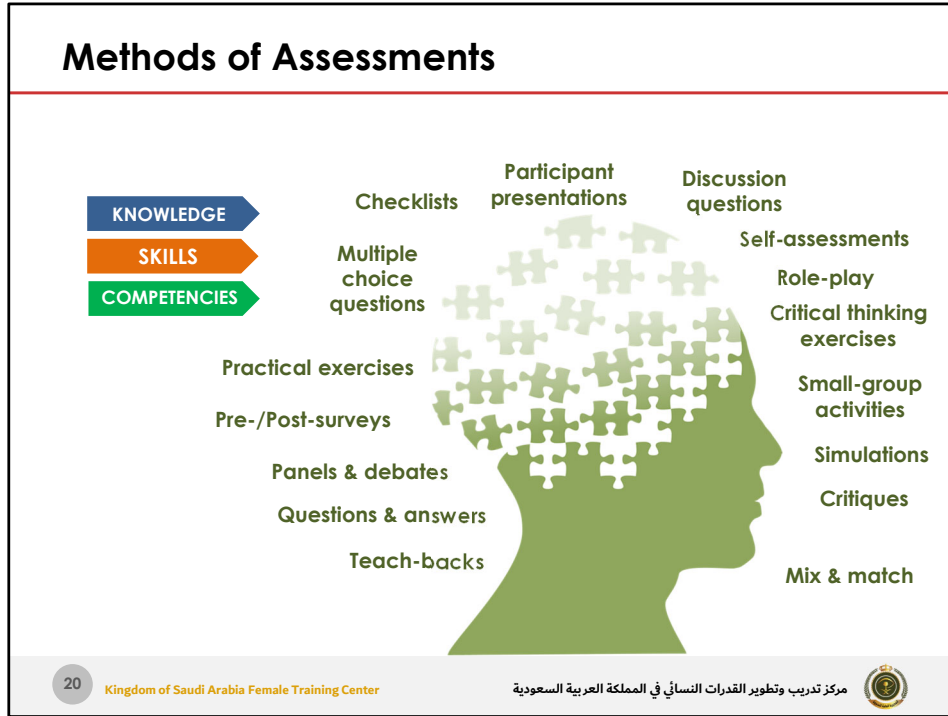 Methods of Assessments
KNOWLEDGE
SKILLS
COMPETENCIES
Checklists
Participant
presentations
Discussion
questions
Multiple
choice
questions
Self-assessments
Role-play
Critical thinking
exercises
Practical exercises
Small-group
activities
Pre-/Post-surveys
Simulations
Panels & debates
Critiques
Questions & answers
Teach-backs
Mix & match
20
Kingdom of Saudi Arabia Female Training Center
مركز تدريب وتطوير القدرات النسائي في المملكة العربية السعودية